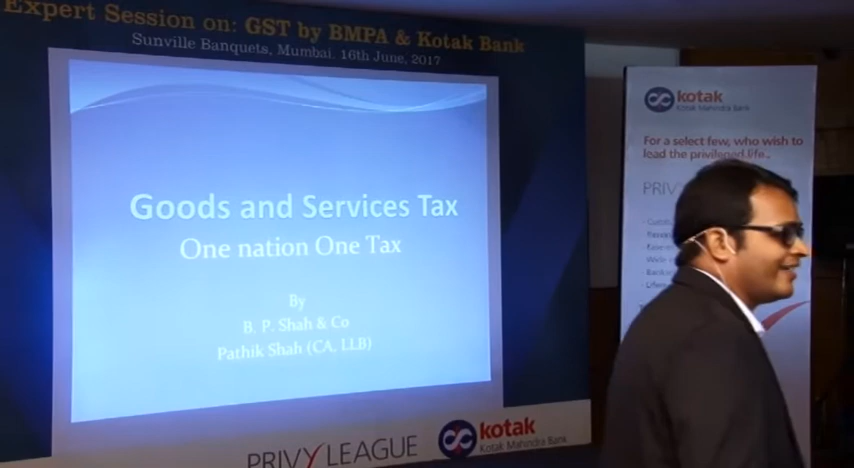 Expert Session on: GST by BMPA & Kotak Bank
Sunville Banquets, Mumbai. 16th June, 2017
Goods and Services Tax
One nation One Tax
By
B. P. Shah & Co
Pathik Shah (CA, LLB)
PRIVY LEAGUE
kotak
Kotak Mahindra Bank
kotak
Kotak Mahindra Bank
For a select few, who wish to
lead the privileged life.
PRIV